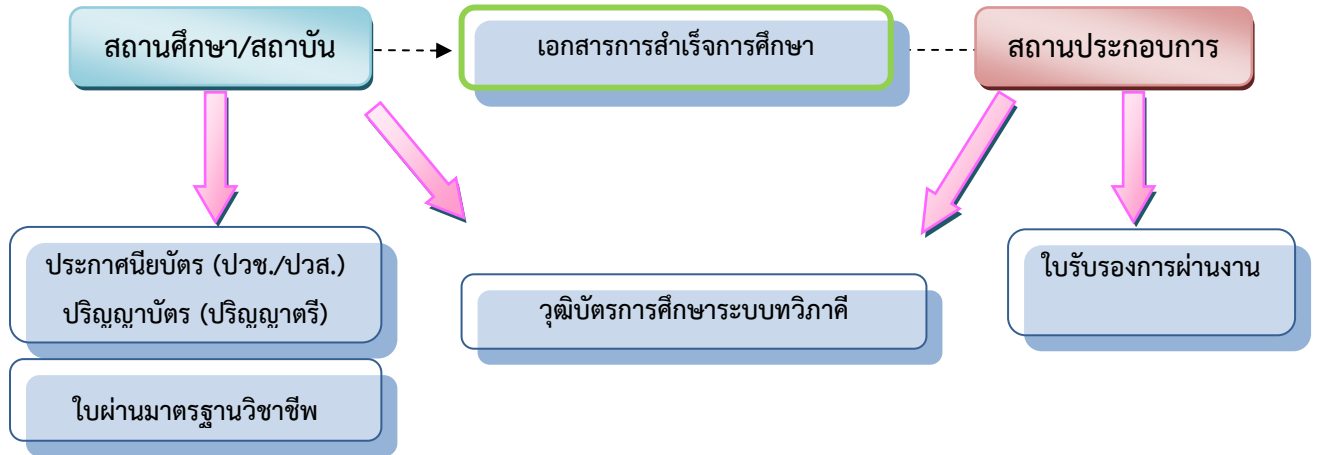 สถานศึกษา/สถาบัน
เอกสารการสำเร็จการศึกษา
สถานประกอบการ
ประกาศนียบัตร (ปวช./ปวส.)
ปริญญาบัตร (ปริญญาตรี)
วุฒิบัตรการศึกษาระบบทวิภาคี
ใบรับรองการผ่านงาน
ใบผ่านมาตรฐานวิชาชีพ